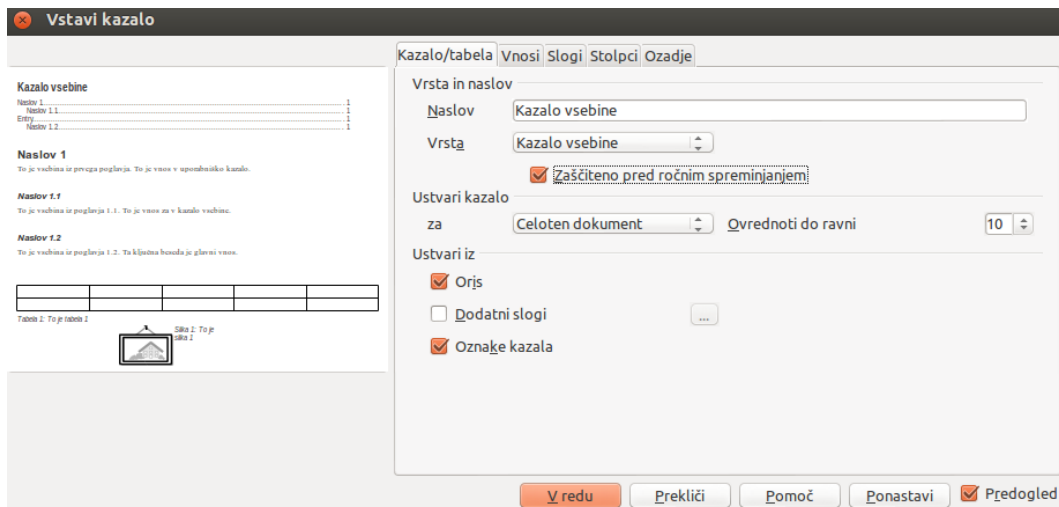 Vstavi kazalo
Kazalo vsebine
Naslov 1 1
Naslov 1.1 1
Entry 1
Naslov 1.2 1
Naslov 1
To je vsebina iz prvega poglavja. To je vnos v uporabniško kazalo.
Naslov 1.1
To je vsebina iz poglavja 1.1. To je vnos za v kazalo vsebine.
Naslov 1.2
To je vsebina iz poglavja 1.2. Ta ključna beseda je glavni vnos.
Tabela 1: To je tabela 1
Slika 1: To je
slika 1
Kazalo/tabela Vnosi Slogi Stolpci Ozadje
Vrsta in naslov
Naslov Kazalo vsebine
Vrsta Kazalo vsebine
Zaščiteno pred ročnim spreminjanjem
Ustvari kazalo
za Celoten dokument Ovrednoti do ravni 10
Ustvari iz
Oris
Dodatni slogi ...
Oznake kazala
V redu Prekliči Pomoč Ponastavi Predogled